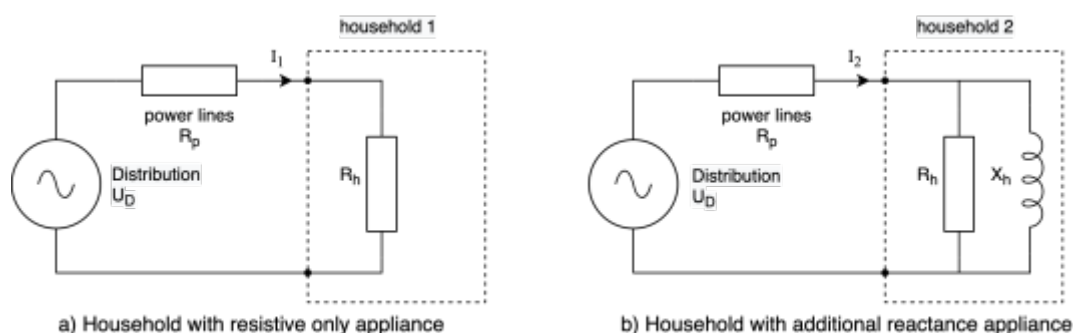 household 1
I1
power lines
Rp
Distribution
UD
Rh
a) Household with resistive only appliance
household 2
I2
power lines
Rp
Distribution
UD
Rh
Xh
b) Household with additional reactance appliance